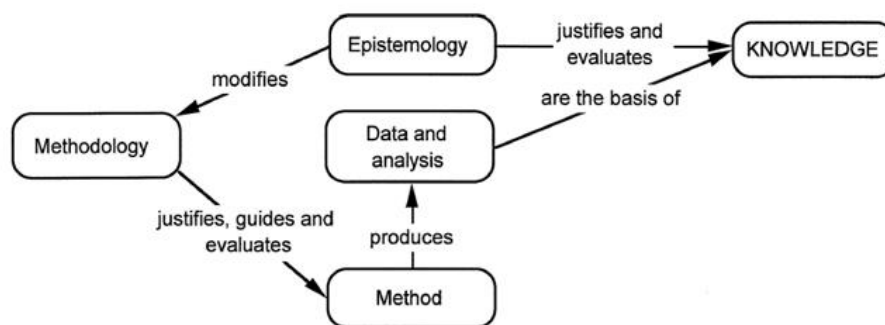 Epistemology
justifies and
evaluates
KNOWLEDGE
modifies
are the basis of
Data and
analysis
Methodology
justifies, guides and
evaluates
produces
Method